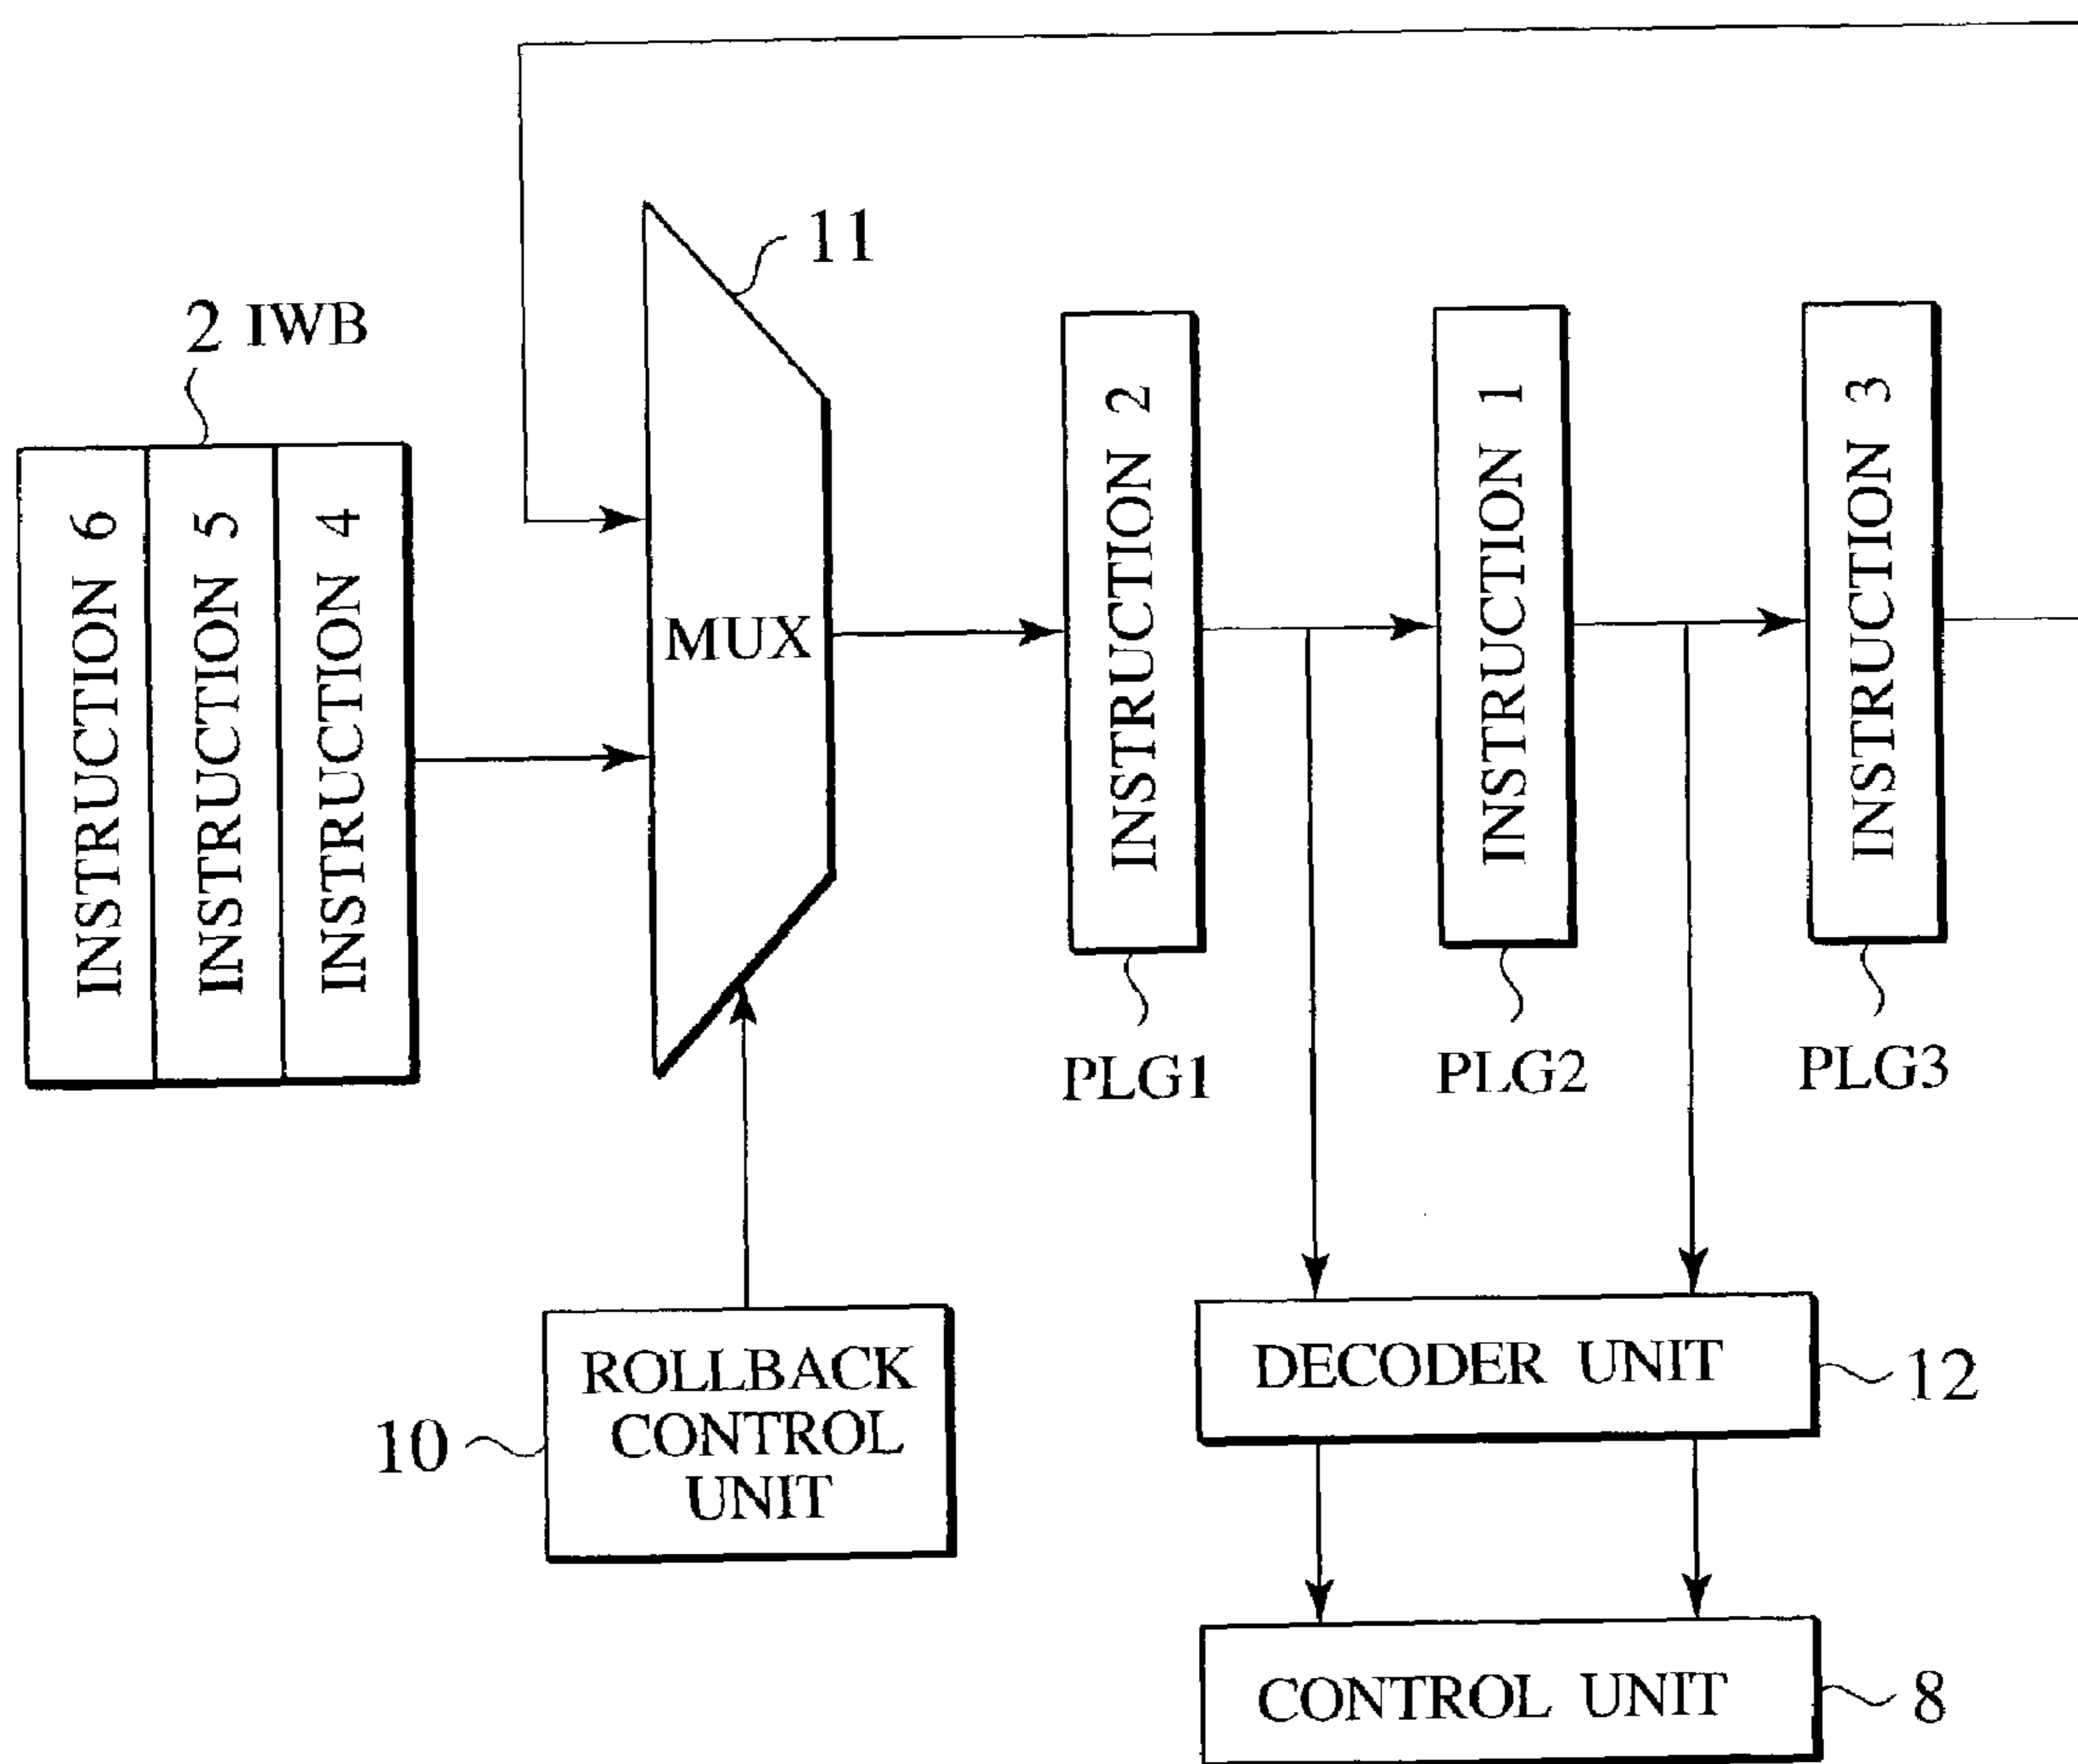 11
2 IWB
INSTRUCTION 6
INSTRUCTION 5
INSTRUCTION 4
MUX
INSTRUCTION 2
INSTRUCTION 1
INSTRUCTION 3
PLG1
PLG2
PLG3
10
ROLLBACK
CONTROL
UNIT
DECODER UNIT
12
CONTROL UNIT
8